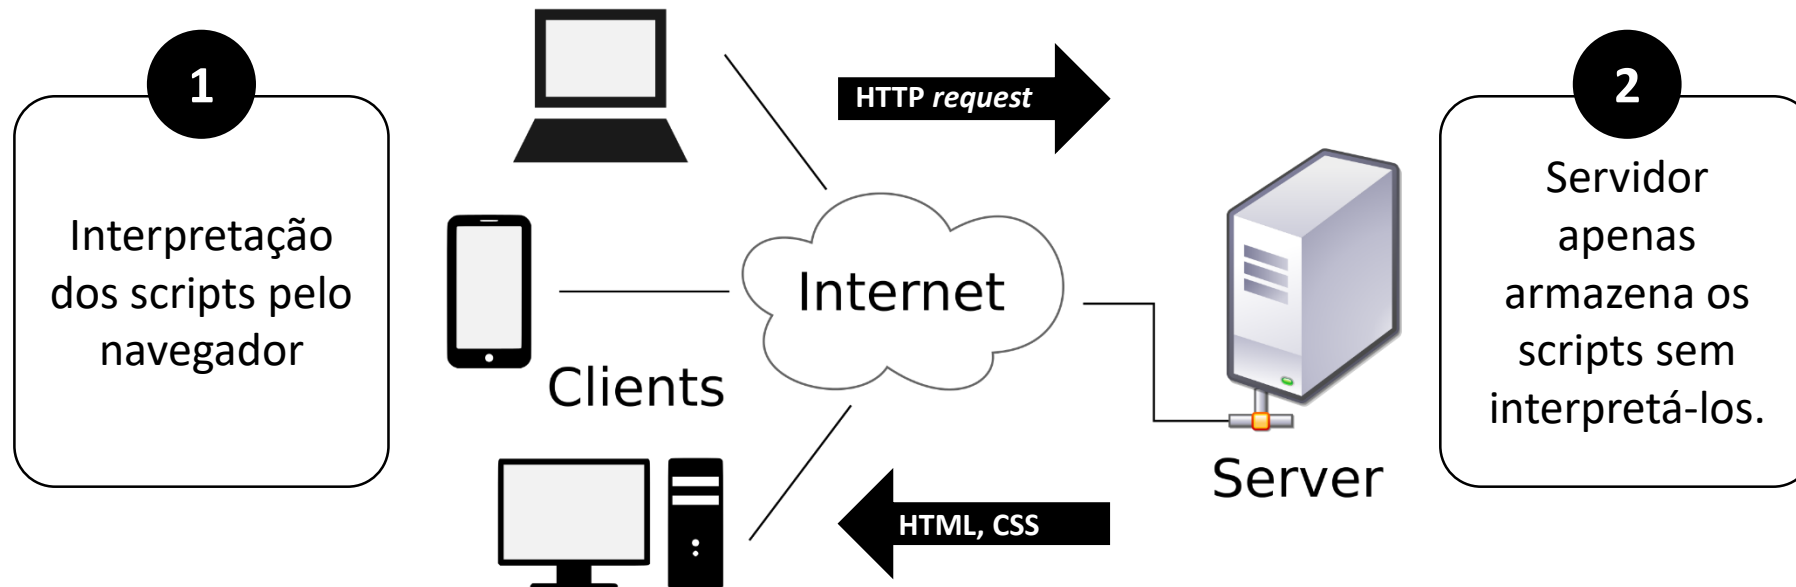 1
Interpretação
dos scripts pelo
navegador
HTTP request
Internet
Clients
Server
HTML, CSS
2
Servidor
apenas
armazena os
scripts sem
interpretá-los.